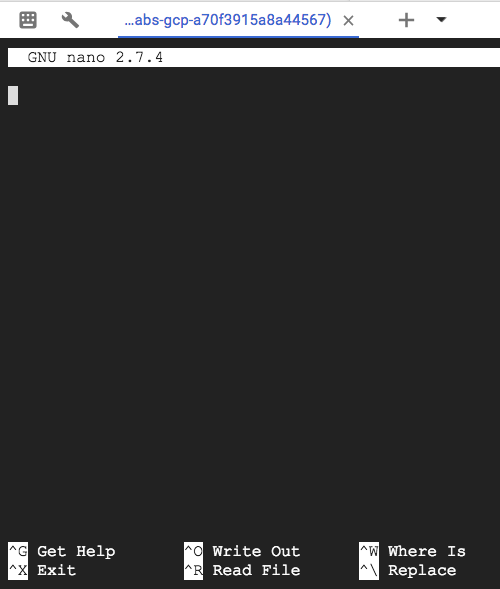 ...abs-gcp-a70f3915a8a44567)
GNU nano 2.7.4
^G Get Help ^O Write Out ^W Where Is
^X Exit ^R Read File ^\ Replace